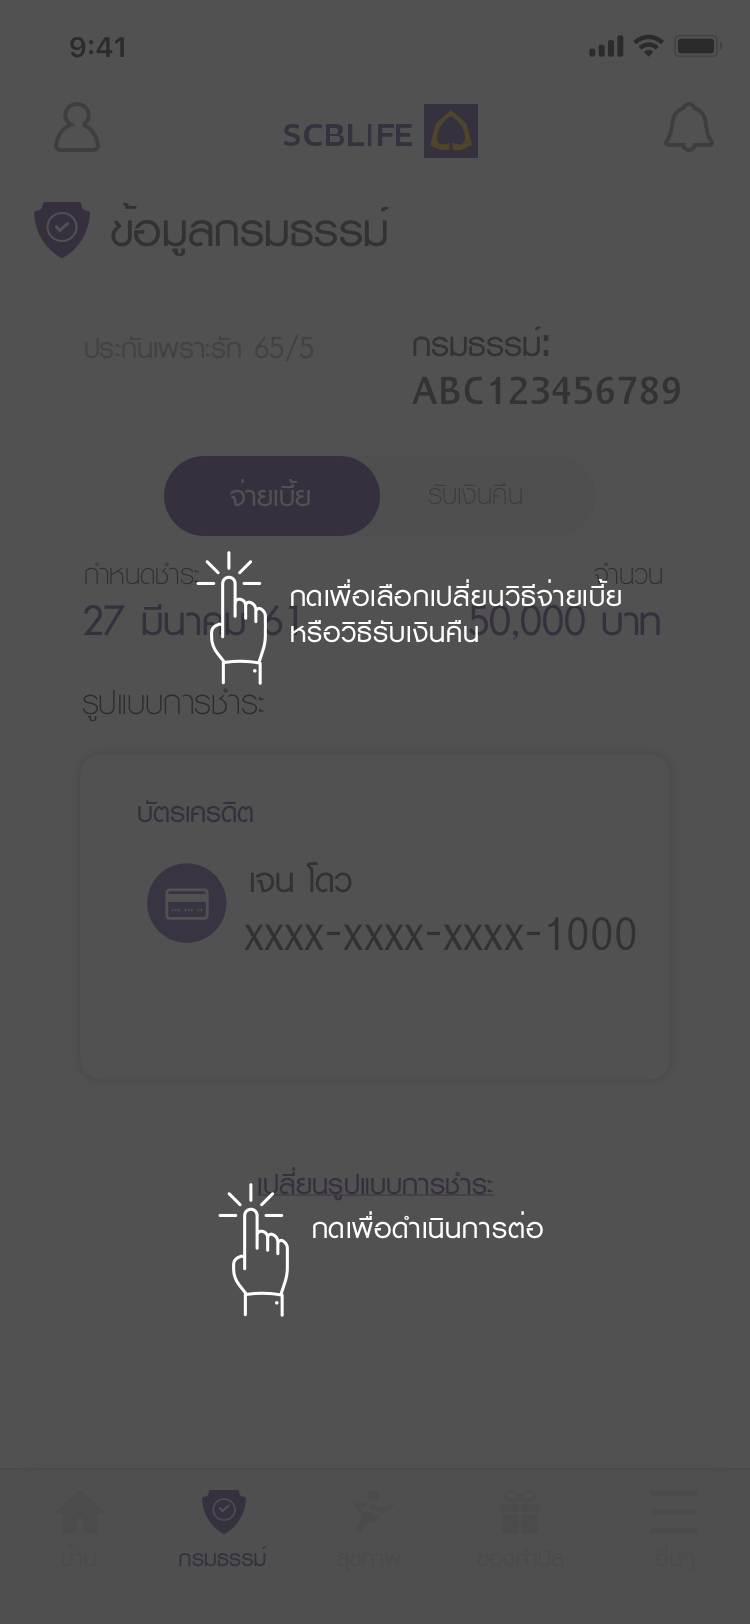 9:41
SCBLIFE
ข้อมูลกรมธรรม์
ประกันเพราะรัก 65/5
กรมธรรม์:
ABC123456789
จ่ายเบี้ย
รับเงินคืน
กำหนดชำระ
จำนวน
27 มีนาคม 61
50,000 บาท
กดเพื่อเลือกเปลี่ยนวิธีจ่ายเบี้ย
หรือวิธีรับเงินคืน
รูปแบบการชำระ
บัตรเครดิต
เจน โดว
xxxx-xxxx-xxxx-1000
เปลี่ยนรูปแบบการชำระ
กดเพื่อดำเนินการต่อ
บ้าน
กรมธรรม์
สุขภาพ
ของกำนัล
อื่นๆ